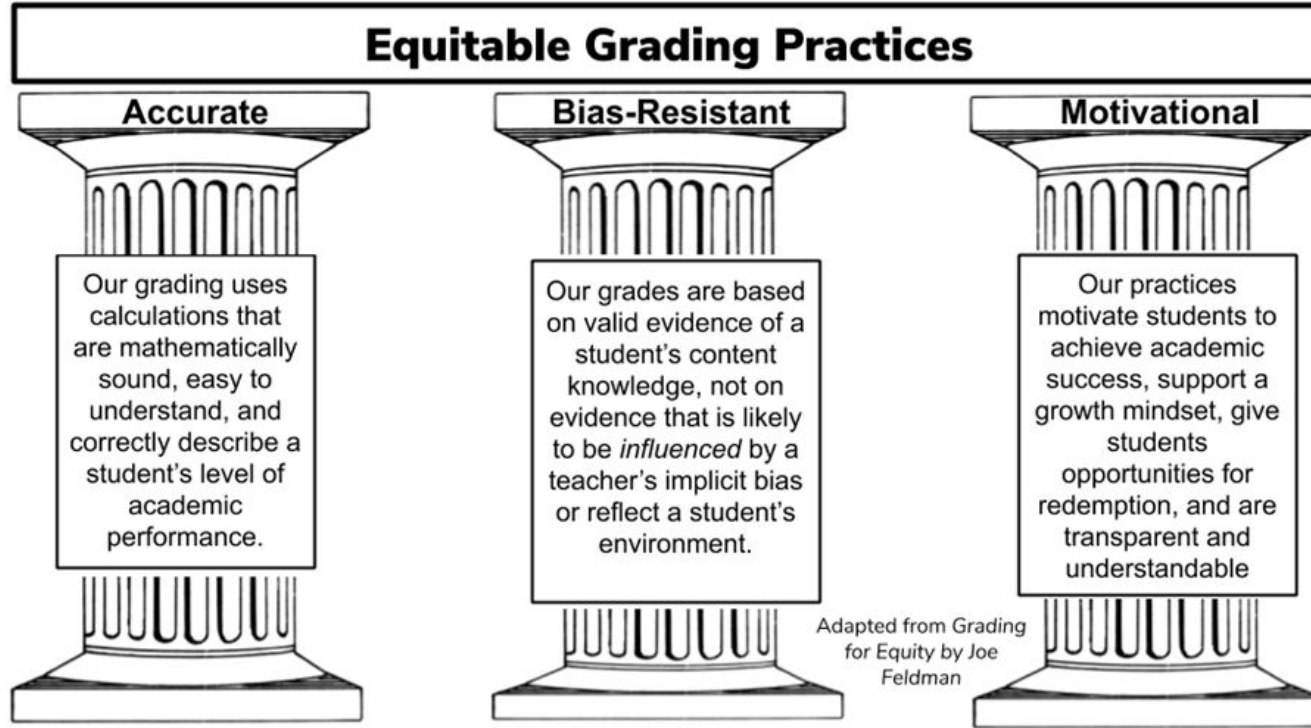 Equitable Grading Practices
Accurate
Our grading uses
calculations that
are mathematically
sound, easy to
understand, and
correctly describe a
student's level of
academic
performance.
Bias-Resistant
Our grades are based
on valid evidence of a
student's content
knowledge, not on
evidence that is likely
to be influenced by a
teacher's implicit bias
or reflect a student's
environment.
Motivational
Our practices
motivate students to
achieve academic
success, support a
growth mindset, give
students
opportunities for
redemption, and are
transparent and
understandable
Adapted from Grading
for Equity by Joe
Feldman